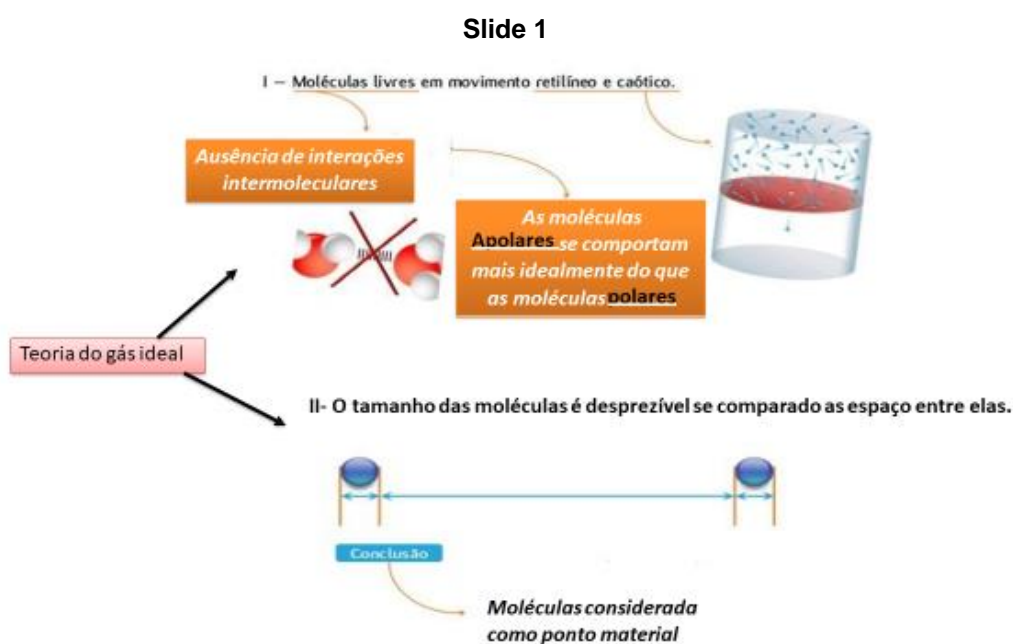 Slide 1
I – Moléculas livres em movimento retilíneo e caótico.
Ausência de interações
intermoleculares
As moléculas
Apolares se comportam
mais idealmente do que
as moléculas polares
Teoria do gás ideal
II- O tamanho das moléculas é desprezível se comparado as espaço entre elas.
Conclusão
Moléculas considerada
como ponto material